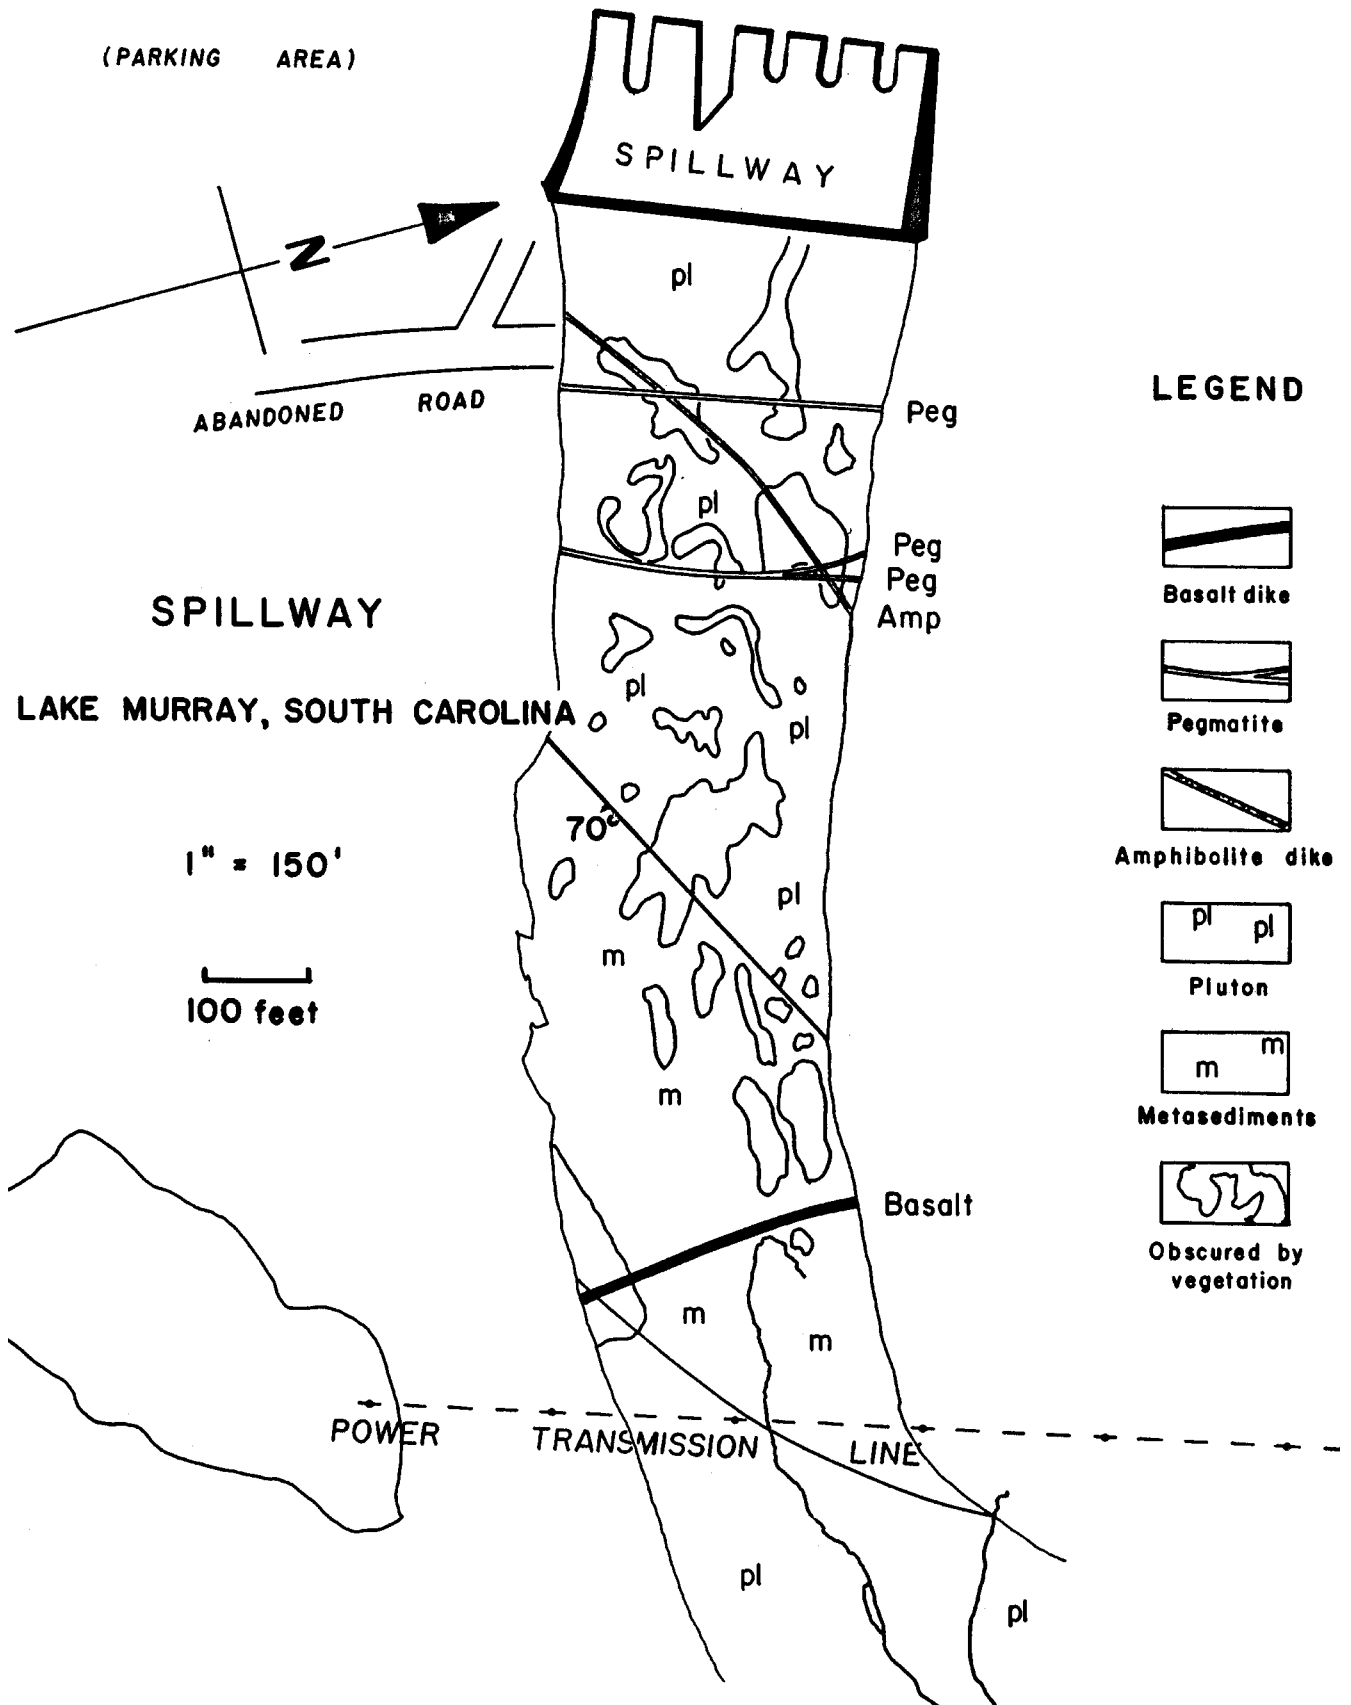 (PARKING AREA)
SPILLWAY
N
pl
ABANDONED ROAD
Peg
pl
Peg
Peg
Amp
SPILLWAY
LAKE MURRAY, SOUTH CAROLINA
pl
pl
70°
1" = 150'
pl
m
100 feet
m
Basalt
m
m
POWER TRANSMISSION LINE
pl
pl
LEGEND
Basalt dike
Pegmatite
Amphibolite dike
pl pl
Pluton
m m
Metasediments
Obscured by
vegetation